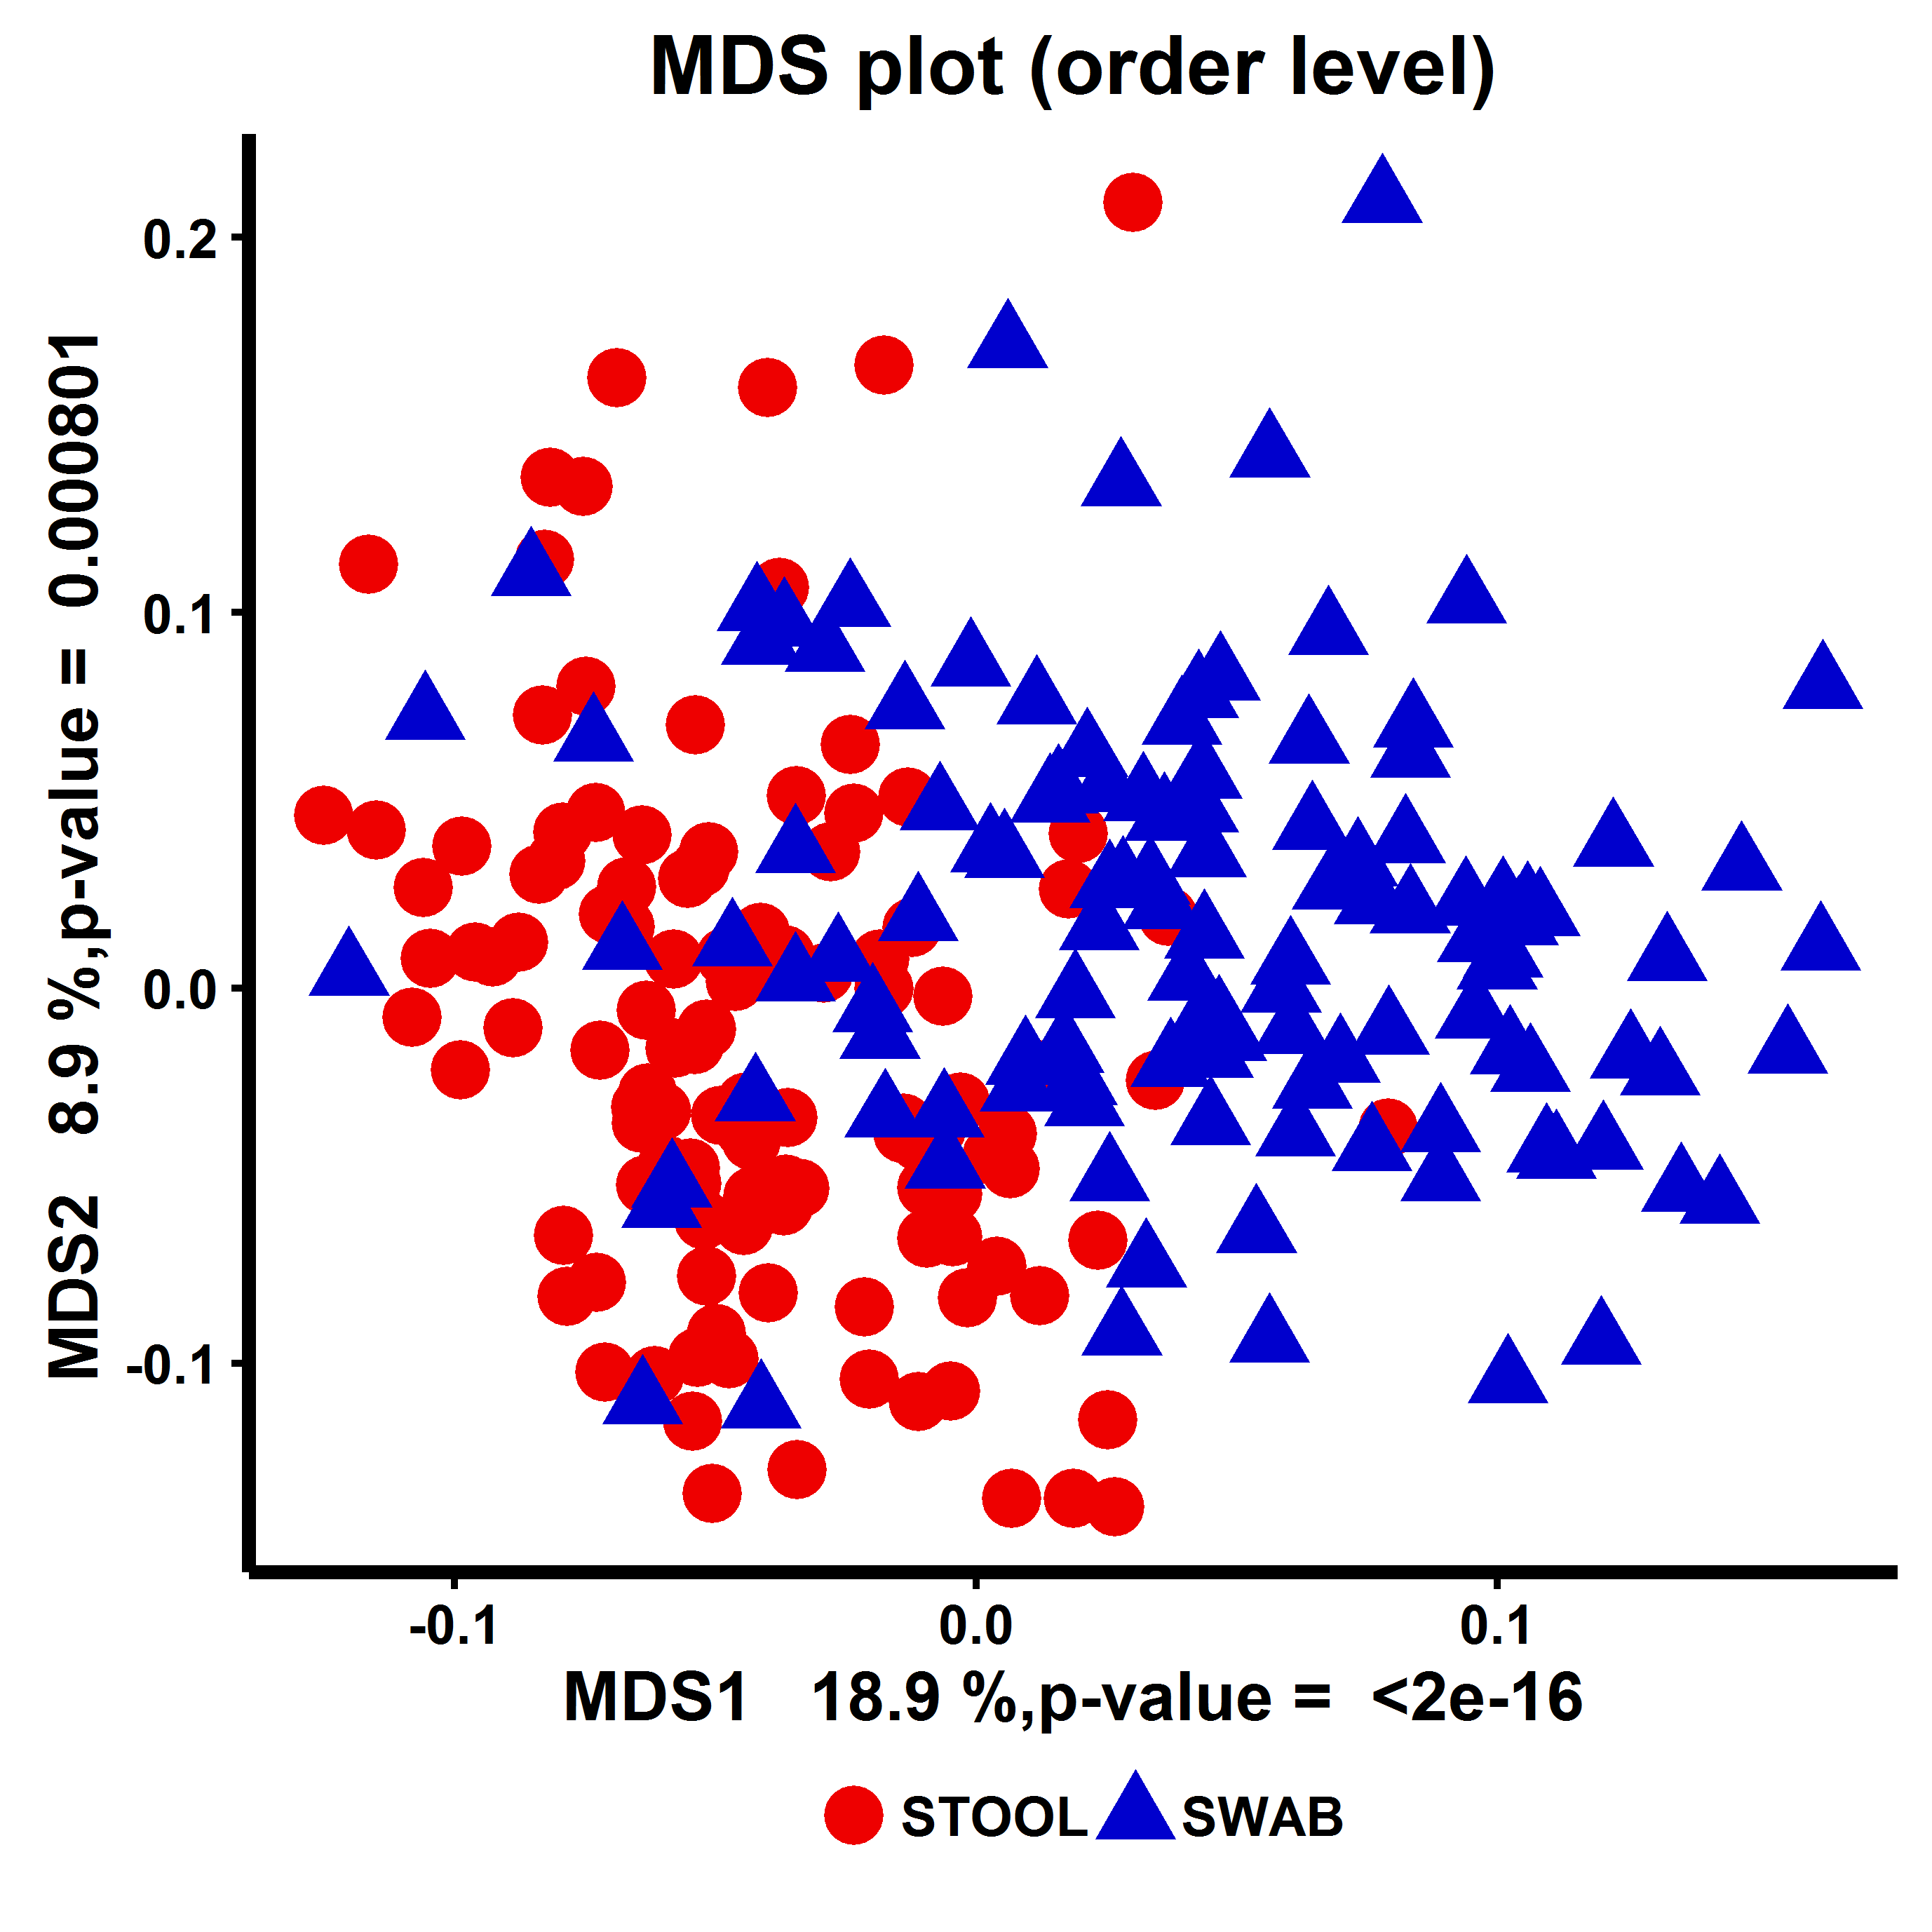 MDS plot (order level)
MDS2 8.9 %,p-value = 0.000801
0.2
0.1
0.0
-0.1
-0.1 0.0 0.1
MDS1 18.9 %,p-value = <2e-16
STOOL SWAB